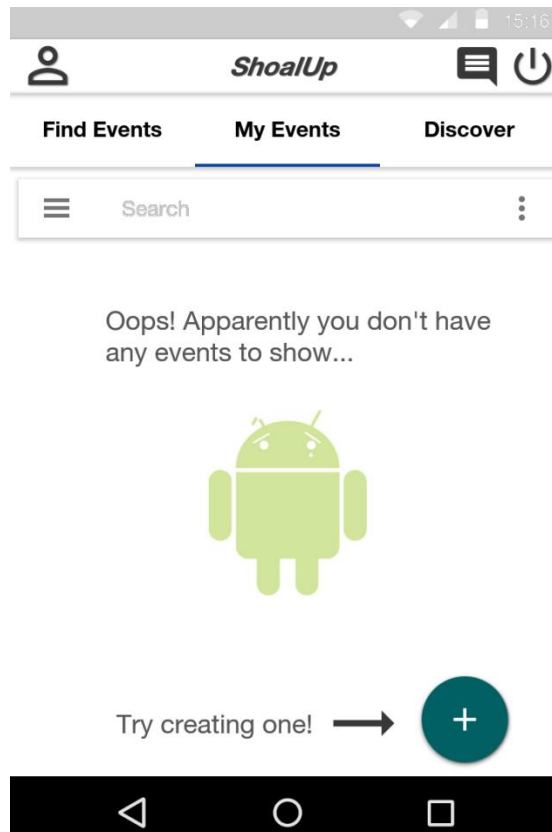 15:16
ShoalUp
Find Events My Events Discover
Search
Oops! Apparently you don't have
any events to show...
Try creating one!
+